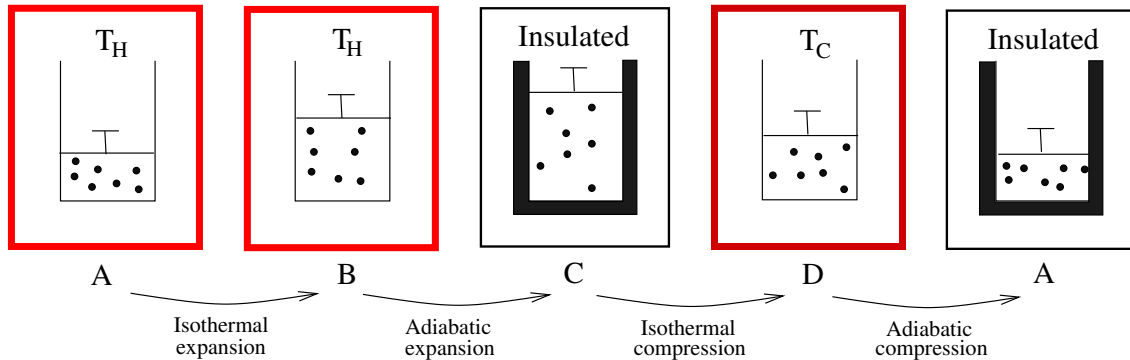 T_H
T_H
Insulated
T_C
Insulated
A
B
C
D
A
Isothermal
expansion
Adiabatic
expansion
Isothermal
compression
Adiabatic
compression